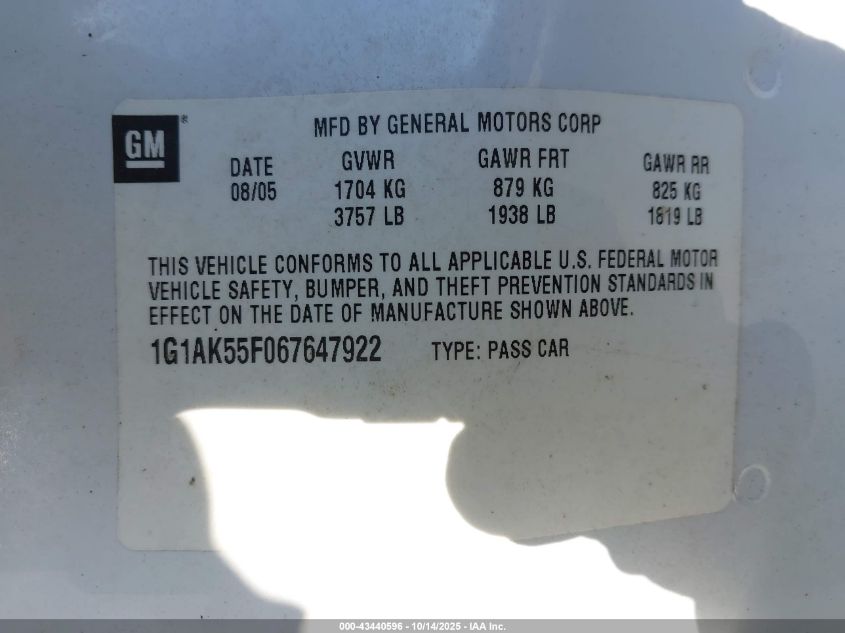 GM®
MFD BY GENERAL MOTORS CORP
DATE GVWR GAWR FRT GAWR RR
08/05 1704 KG 879 KG 825 KG
3757 LB 1938 LB 1819 LB
THIS VEHICLE CONFORMS TO ALL APPLICABLE U.S. FEDERAL MOTOR
VEHICLE SAFETY, BUMPER, AND THEFT PREVENTION STANDARDS IN
EFFECT ON THE DATE OF MANUFACTURE SHOWN ABOVE.
1G1AK55F067647922 TYPE: PASS CAR
000-43440596 - 10/14/2025 - IAA Inc.